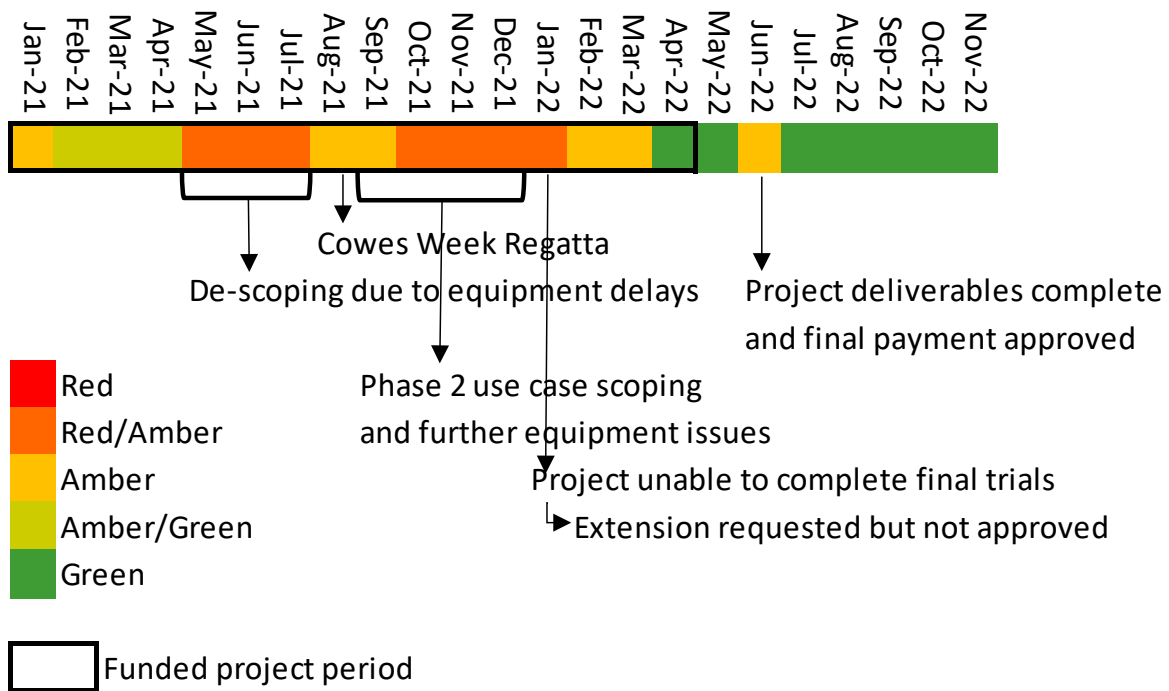 Jan-21
Feb-21
Mar-21
Apr-21
May-21
Jun-21
Jul-21
Aug-21
Sep-21
Oct-21
Nov-21
Dec-21
Jan-22
Feb-22
Mar-22
Apr-22
May-22
Jun-22
Jul-22
Aug-22
Sep-22
Oct-22
Nov-22
Cowes Week Regatta
De-scoping due to equipment delays
Project deliverables complete
and final payment approved
Phase 2 use case scoping
and further equipment issues
Project unable to complete final trials
Extension requested but not approved
Red
Red/Amber
Amber
Amber/Green
Green
Funded project period